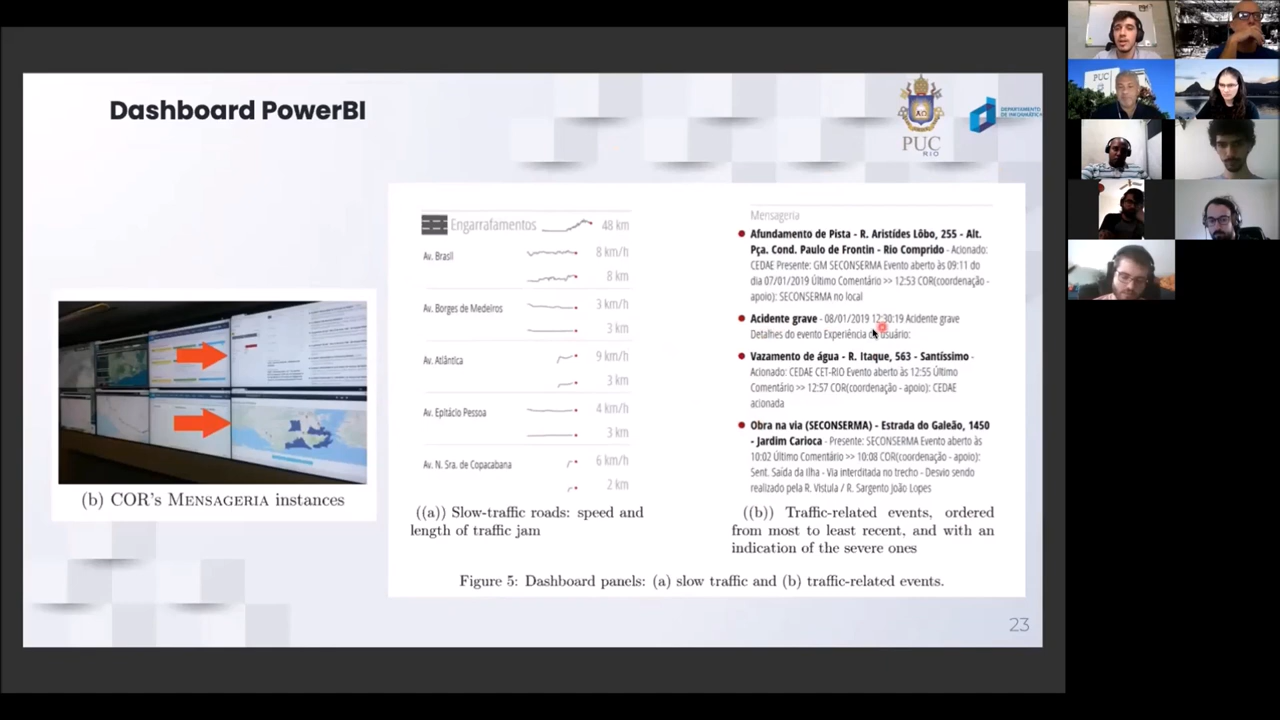 Dashboard PowerBI
PUC
RIO
DEPARTAMENTO
DE INFORMÁTICA
PUC
(b) COR's MENSAGERIA instances
Engarrafamentos 48 km
Av. Brasil 8 km/h
8 km
Av. Borges de Medeiros 3 km/h
3 km
Av. Atlântica 9 km/h
3 km
Av. Epitácio Pessoa 4 km/h
3 km
Av. N. Sra. de Copacabana 6 km/h
2 km
((a)) Slow-traffic roads: speed and
length of traffic jam
Mensageria
Afundamento de Pista - R. Aristídes Lôbo, 255 - Alt.
Pça. Cond. Paulo de Frontin - Rio Comprido - Acionado:
CEDAE Presente: GM SECONSERMA Evento aberto às 09:11 do
dia 07/01/2019 Último Comentário >> 12:53 COR(coordenação -
apoio): SECONSERMA no local
Acidente grave - 08/01/2019 12:30:19 Acidente grave
Detalhes do evento Experiência do usuário:
Vazamento de água - R. Itaque, 563 - Santíssimo -
Acionado: CEDAE CET-RIO Evento aberto às 12:55 Último
Comentário >> 12:57 COR(coordenação - apoio): CEDAE
acionada
Obra na via (SECONSERMA) - Estrada do Galeão, 1450
- Jardim Carioca - Presente: SECONSERMA Evento aberto às
10:02 Último Comentário >> 10:08 COR(coordenação - apoio):
Sent. Saída da Ilha - Via interditada no trecho - Desvio sendo
realizado pela R. Vistula / R. Sargento João Lopes
((b)) Traffic-related events, ordered
from most to least recent, and with an
indication of the severe ones
Figure 5: Dashboard panels: (a) slow traffic and (b) traffic-related events.
23